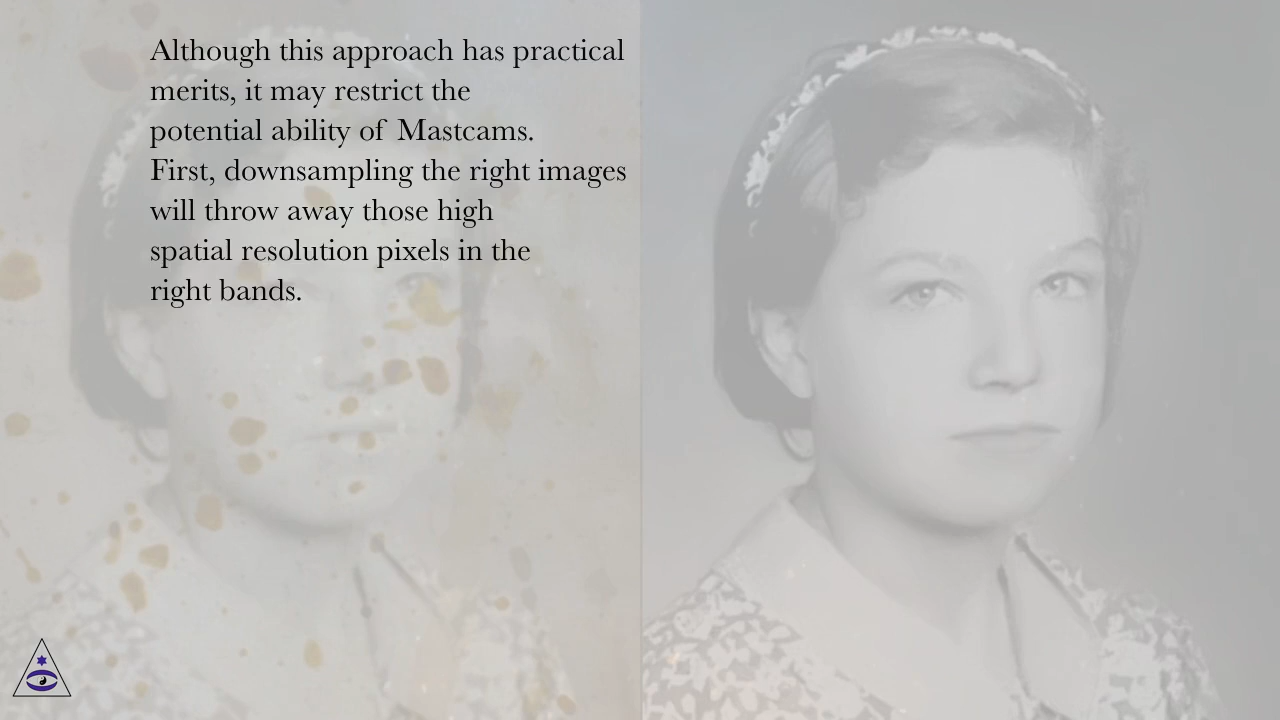 Although this approach has practical
merits, it may restrict the
potential ability of Mastcams.
First, downsampling the right images
will throw away those high
spatial resolution pixels in the
right bands.